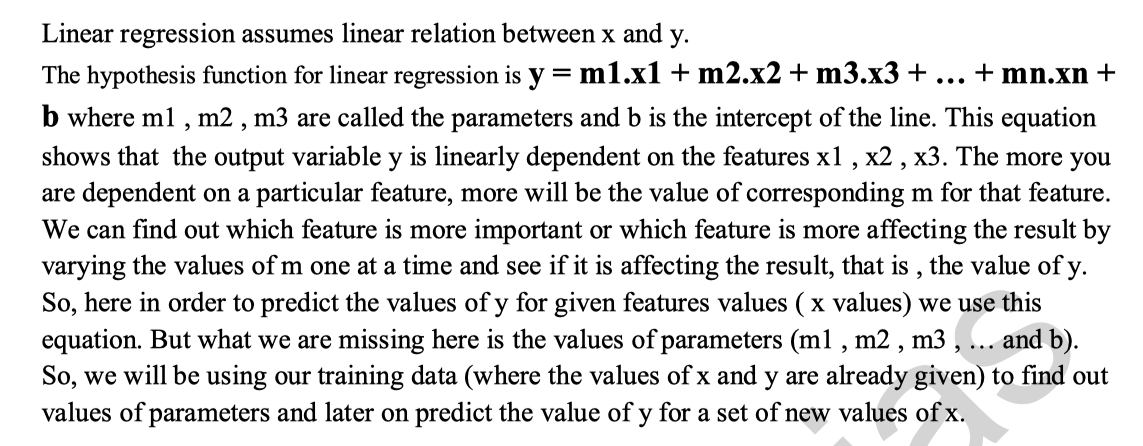 Linear regression assumes linear relation between x and y.
The hypothesis function for linear regression is y = m1.x1 + m2.x2 + m3.x3 + ... + mn.xn +
b where m1 , m2 , m3 are called the parameters and b is the intercept of the line. This equation
shows that the output variable y is linearly dependent on the features x1 , x2 , x3. The more you
are dependent on a particular feature, more will be the value of corresponding m for that feature.
We can find out which feature is more important or which feature is more affecting the result by
varying the values of m one at a time and see if it is affecting the result, that is , the value of y.
So, here in order to predict the values of y for given features values ( x values) we use this
equation. But what we are missing here is the values of parameters (m1 , m2 , m3 , ... and b).
So, we will be using our training data (where the values of x and y are already given) to find out
values of parameters and later on predict the value of y for a set of new values of x.